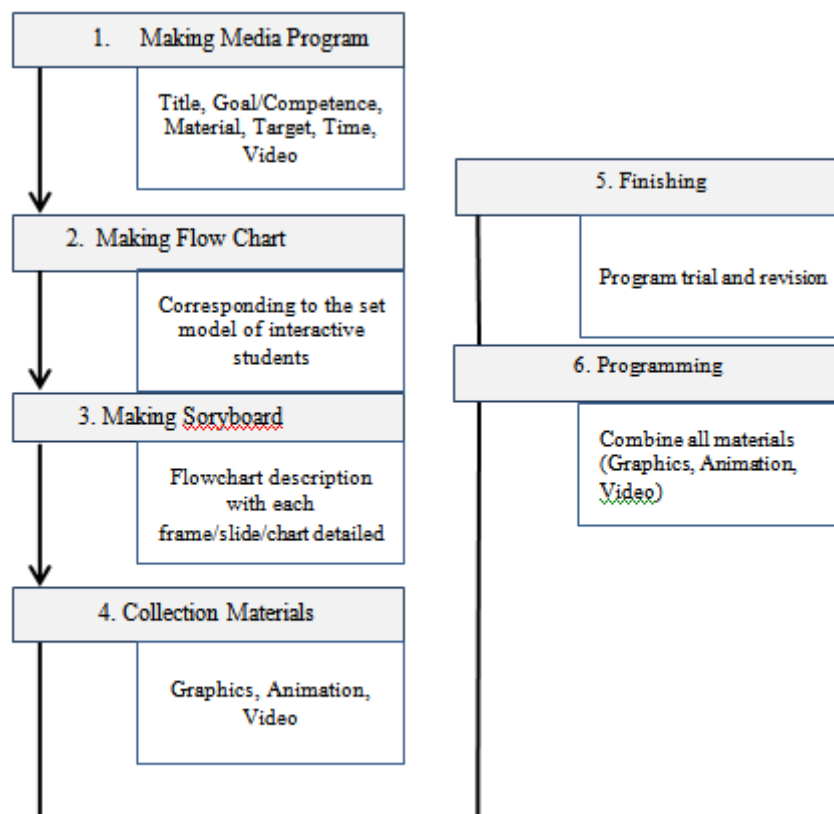 1. Making Media Program
Title, Goal/Competence,
Material, Target, Time,
Video
2. Making Flow Chart
Corresponding to the set
model of interactive
students
3. Making Soryboard
Flowchart description
with each
frame/slide/chart detailed
4. Collection Materials
Graphics, Animation,
Video
5. Finishing
Program trial and revision
6. Programming
Combine all materials
(Graphics, Animation,
Video)